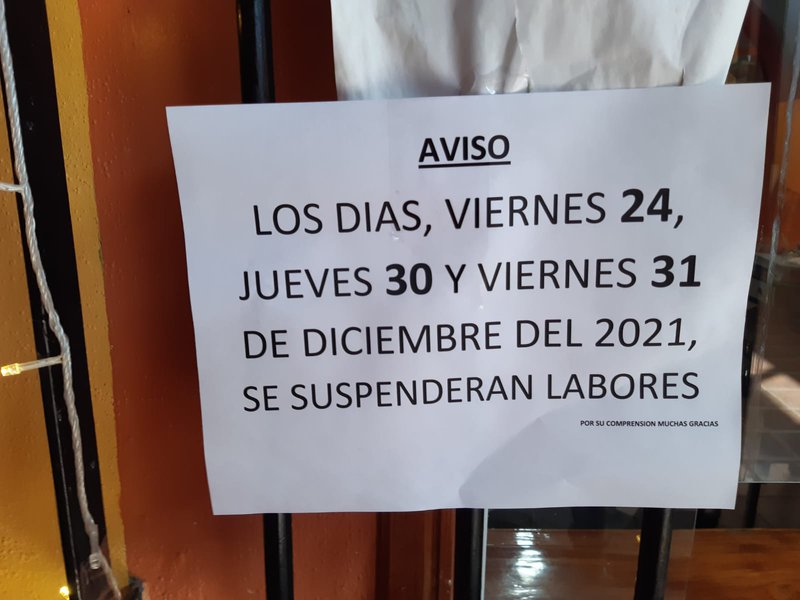 AVISO
LOS DIAS, VIERNES 24,
JUEVES 30 Y VIERNES 31
DE DICIEMBRE DEL 2021,
SE SUSPENDERAN LABORES
POR SU COMPRENSION MUCHAS GRACIAS